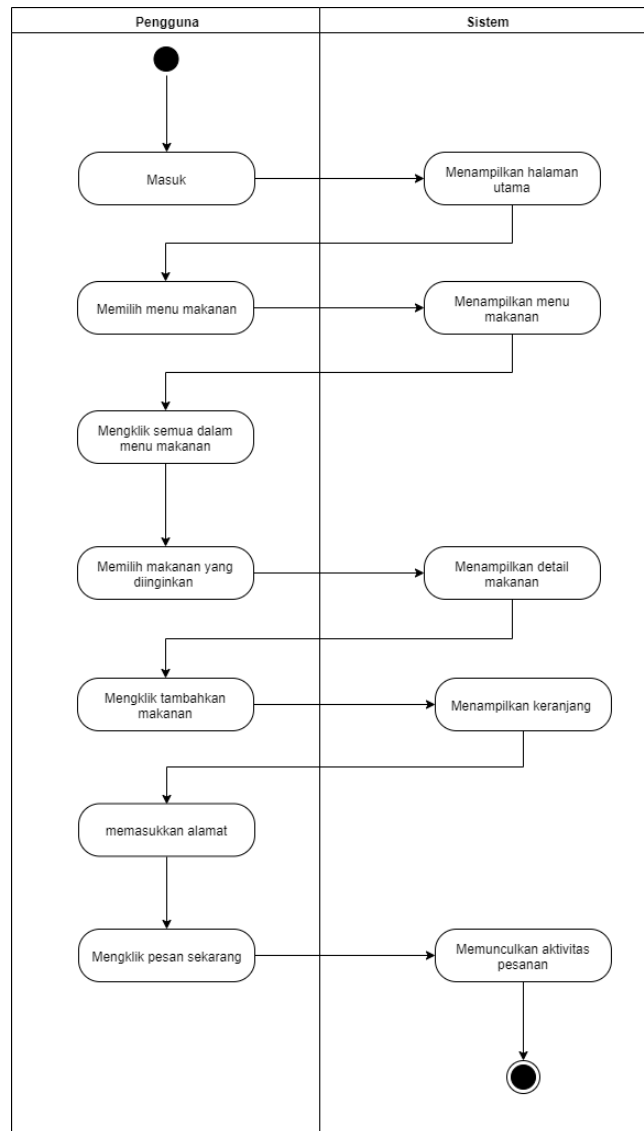 Pengguna
Sistem
Masuk
Menampilkan halaman
utama
Memilih menu makanan
Menampilkan menu
makanan
Mengklik semua dalam
menu makanan
Memilih makanan yang
diinginkan
Menampilkan detail
makanan
Mengklik tambahkan
makanan
Menampilkan keranjang
memasukkan alamat
Mengklik pesan sekarang
Memunculkan aktivitas
pesanan